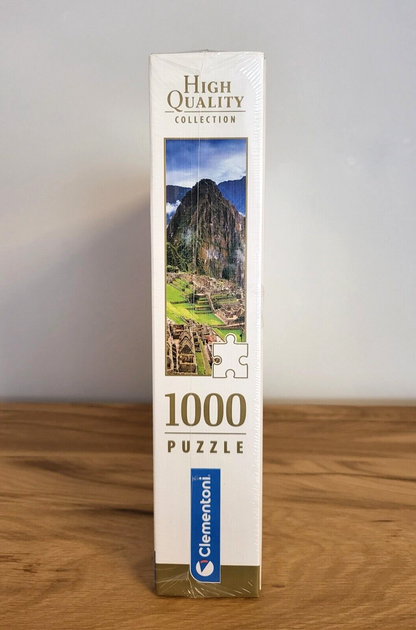 HIGH
QUALITY
COLLECTION
1000
PUZZLE
Clementoni